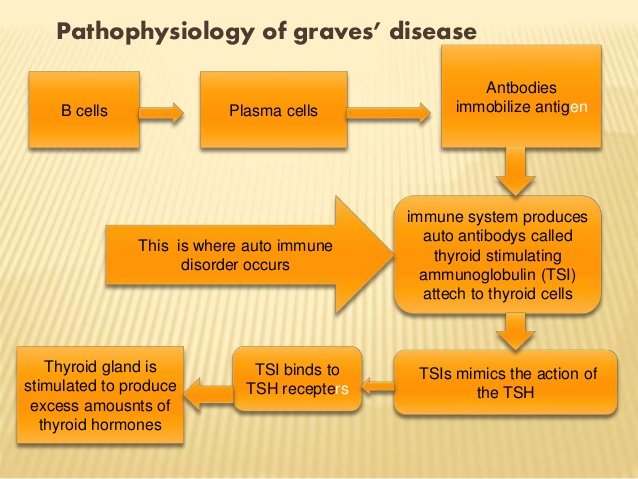 Pathophysiology of graves’ disease
B cells
Plasma cells
Antbodies
immobilize antigen
This  is where auto immune
disorder occurs
immune system produces
auto antibodys called
thyroid stimulating
ammunoglobulin (TSI)
attech to thyroid cells
TSIs mimics the action of
the TSH
TSI binds to
TSH recepters
Thyroid gland is
stimulated to produce
excess amousnts of
thyroid hormones